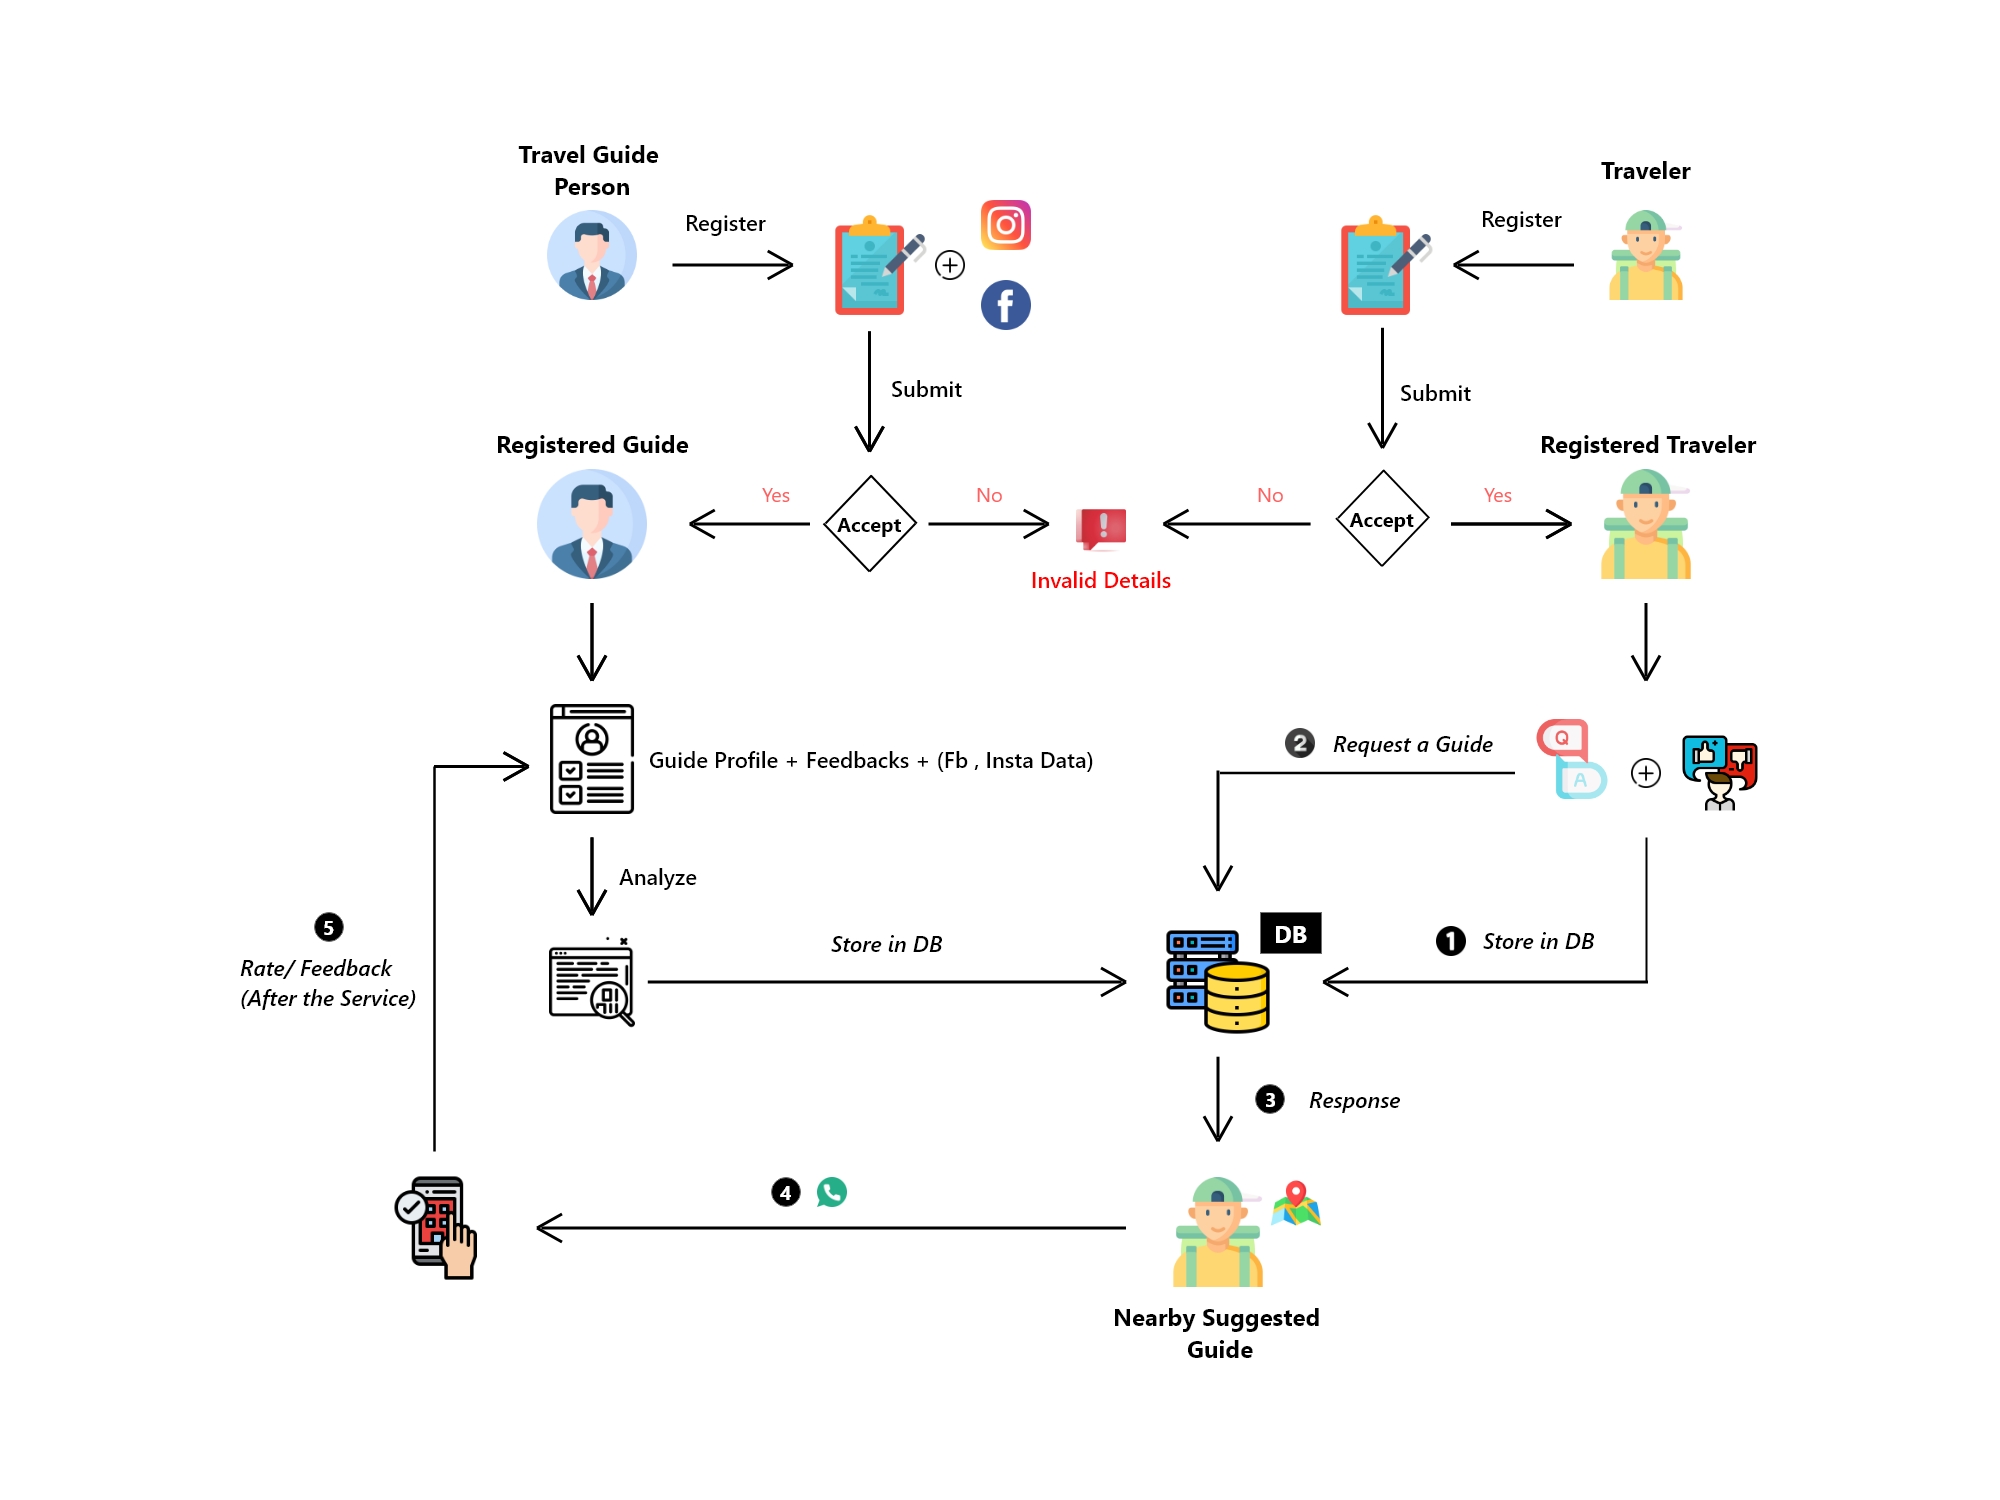 Travel Guide
Person
Traveler
Register
Register
Submit
Submit
Registered Guide
Registered Traveler
Yes
Accept
No
No
Accept
Yes
Invalid Details
Guide Profile + Feedbacks + (Fb , Insta Data)
2 Request a Guide
Q
A
Analyze
5
Rate/ Feedback
(After the Service)
Store in DB
DB
1 Store in DB
3 Response
4
Nearby Suggested
Guide